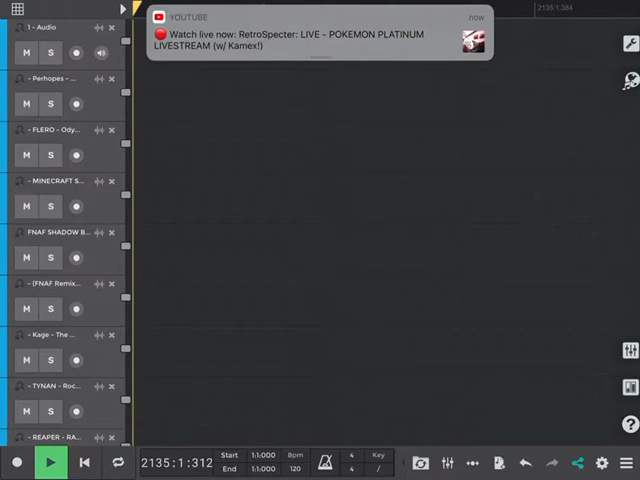 2135:1:384
YOUTUBE
now
🔴 Watch live now: RetroSpecter: LIVE - POKEMON PLATINUM
LIVESTREAM (w/ Kamex!)
1 - Audio
M S
- Perhopes - ...
M S
- FLERO - Ody...
M S
- MINECRAFT S...
M S
FNAF SHADOW B...
M S
- (FNAF Remix...
M S
- Kage - The ...
M S
- TYNAN - Roc...
M S
- REAPER - RA...
2135:1:312
Start 1:1:000 Bpm 4 Key
End 1:1:000 120 4 /
?